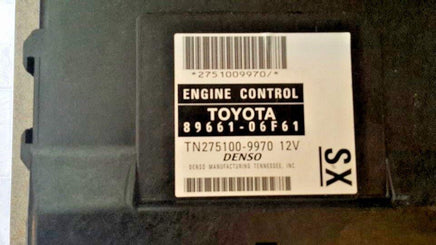 *2751009970/*
ENGINE CONTROL
TOYOTA
89661-06F61
TN275100-9970 12V
DENSO
DENSO MANUFACTURING TENNESSEE, INC
XS